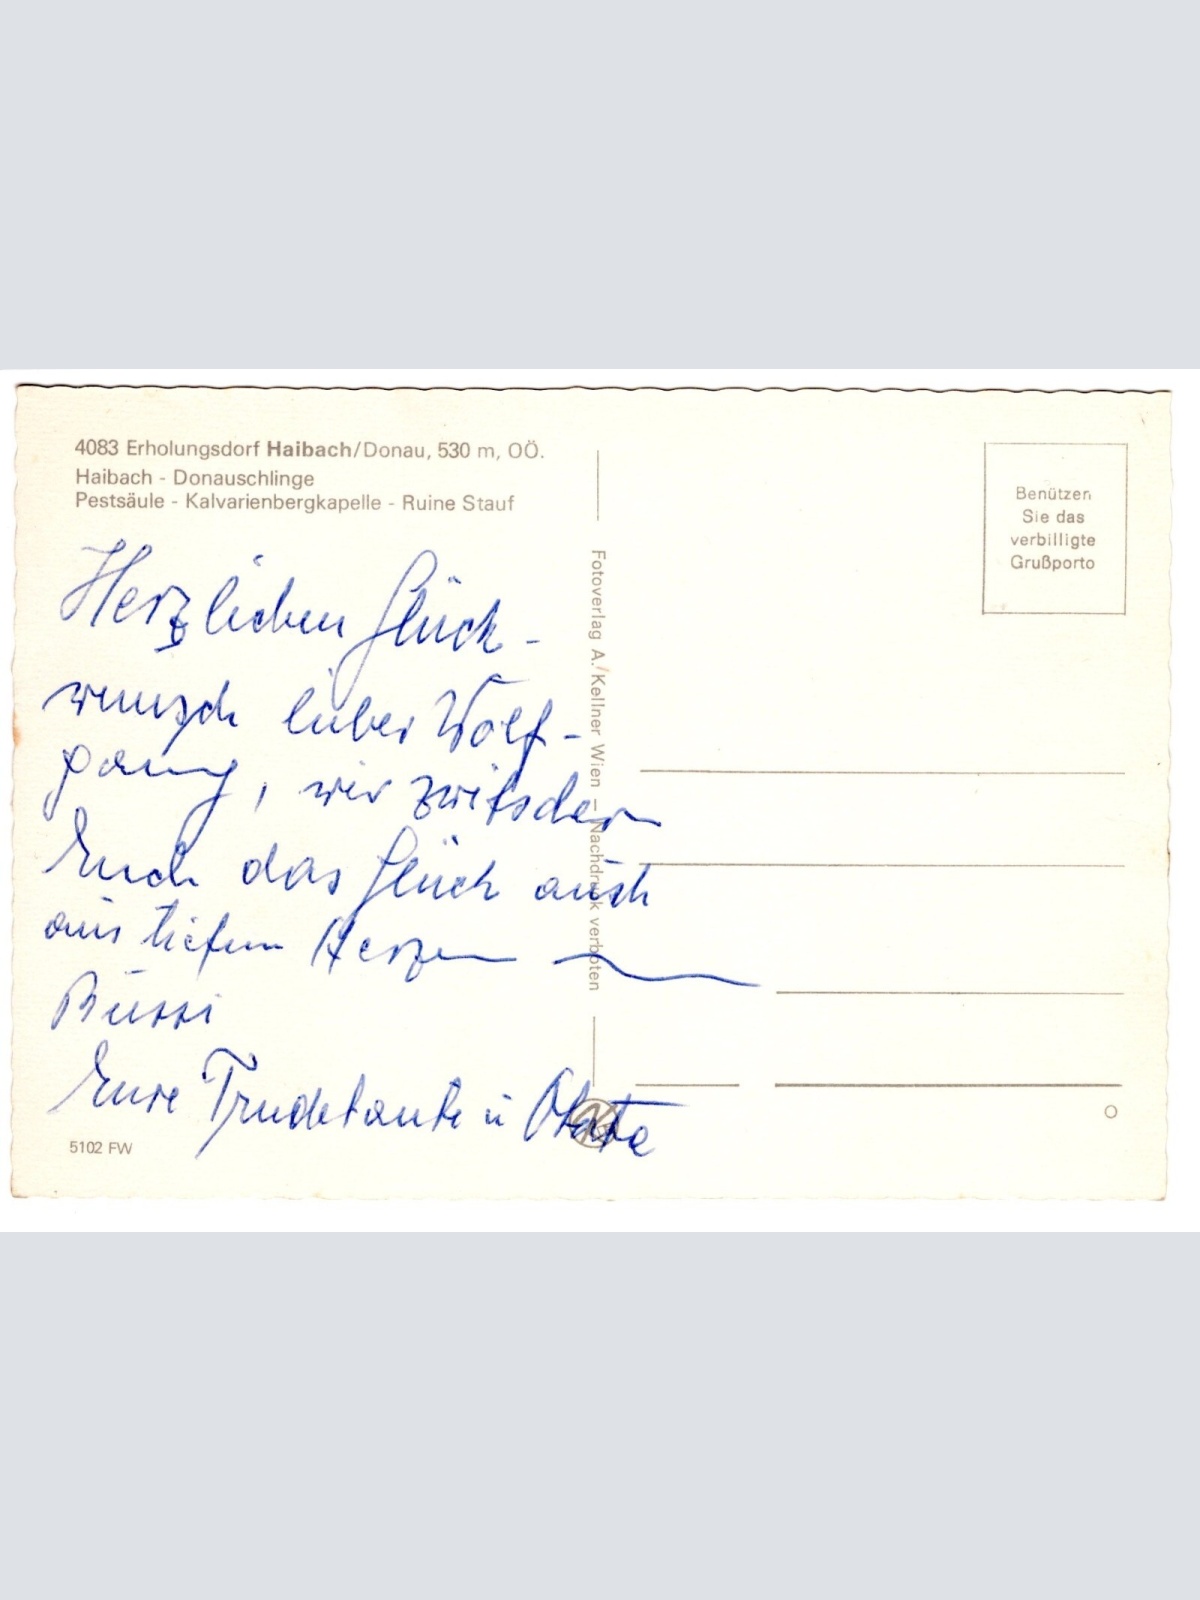 4083 Erholungsdorf Haibach/Donau, 530 m, OÖ.
Haibach - Donauschlinge
Pestsäule - Kalvarienbergkapelle - Ruine Stauf
Herzlichen Glück-
wunsch lieber Wolf-
gang, wir zwitschern
Euch das Glück auch
aus tiefem Herzen
Bussi
Eure Trudetante u
5102 FW
Fotoverlag A. Kellner Wien – Nachdruck verboten
Benützen
Sie das
verbilligte
Grußporto